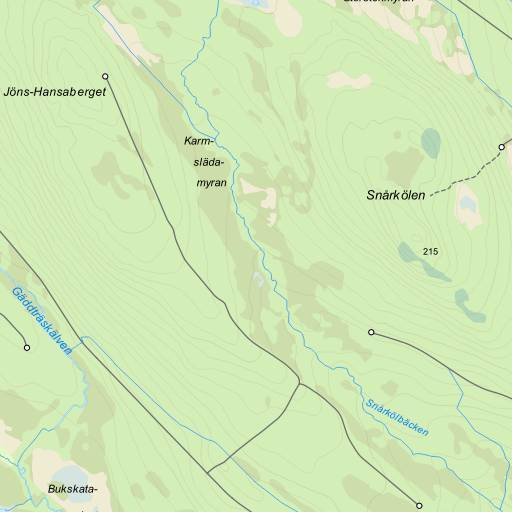 Jöns-Hansaberget
Karm-
släda-
myran
Snårkölen
215
Gäddträskälven
Snårkölbäcken
Bukskata-